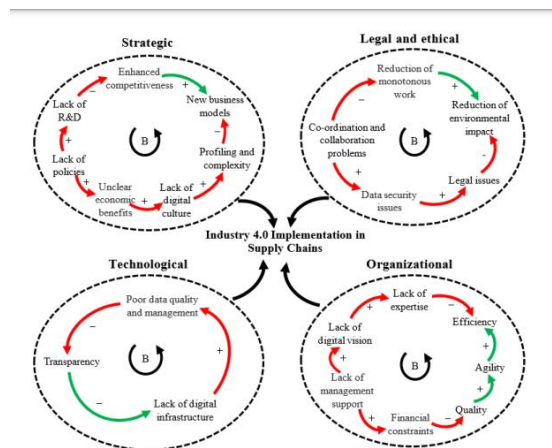 Strategic
Enhanced
competitiveness
+
New business
models
−
Lack of
R&D
+
B
−
Profiling and
complexity
Lack of
policies
+
Unclear
economic
benefits
+
Lack of
digital
culture
+
Legal and ethical
Reduction of
monotonous
work
+
Reduction of
environmental
impact
−
Co-ordination and
collaboration
problems
B
-
+
Legal issues
Data security
issues
+
Industry 4.0 Implementation in
Supply Chains
Technological
Poor data quality
and management
−
Transparency
B
+
−
Lack of digital
infrastructure
Organizational
Lack of
expertise
−
Efficiency
+
Lack of
digital vision
+
+
Agility
B
Lack of
management
support
+
Quality
+
Financial
constraints
−